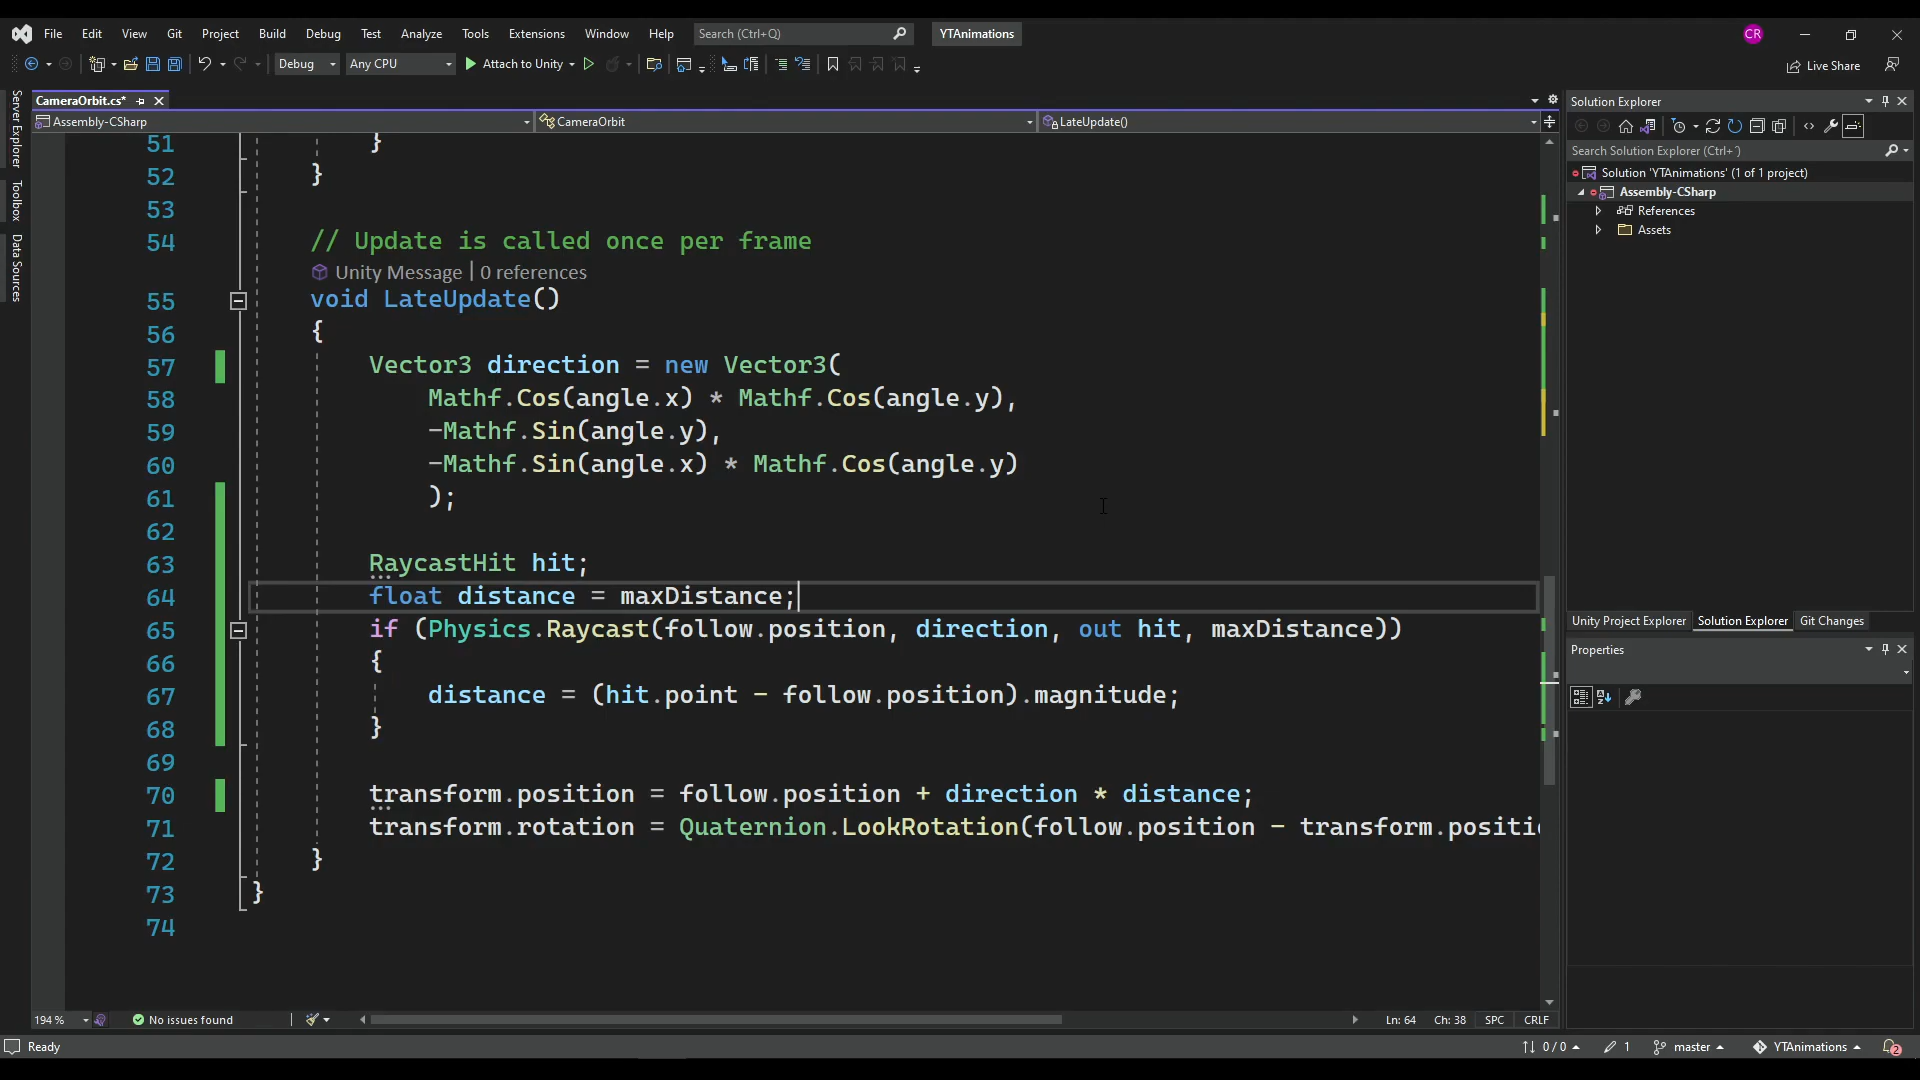 File Edit View Git Project Build Debug Test Analyze Tools Extensions Window Help Search (Ctrl+Q) YTAnimations CR
Debug Any CPU Attach to Unity Live Share
Server Explorer
Toolbox
Data Sources
CameraOrbit.cs*
Assembly-CSharp CameraOrbit LateUpdate()
51 }
52 }
53
54 // Update is called once per frame
Unity Message | 0 references
55 void LateUpdate()
56 {
57 Vector3 direction = new Vector3(
58 Mathf.Cos(angle.x) * Mathf.Cos(angle.y),
59 -Mathf.Sin(angle.y),
60 -Mathf.Sin(angle.x) * Mathf.Cos(angle.y)
61 );
62
63 RaycastHit hit;
64 float distance = maxDistance;
65 if (Physics.Raycast(follow.position, direction, out hit, maxDistance))
66 {
67 distance = (hit.point - follow.position).magnitude;
68 }
69
70 transform.position = follow.position + direction * distance;
71 transform.rotation = Quaternion.LookRotation(follow.position - transform.positi
72 }
73 }
74
194 % No issues found Ln: 64 Ch: 38 SPC CRLF
Solution Explorer
Search Solution Explorer (Ctrl+´)
Solution 'YTAnimations' (1 of 1 project)
Assembly-CSharp
References
Assets
Unity Project Explorer Solution Explorer Git Changes
Properties
Ready 0 / 0 1 master YTAnimations 2